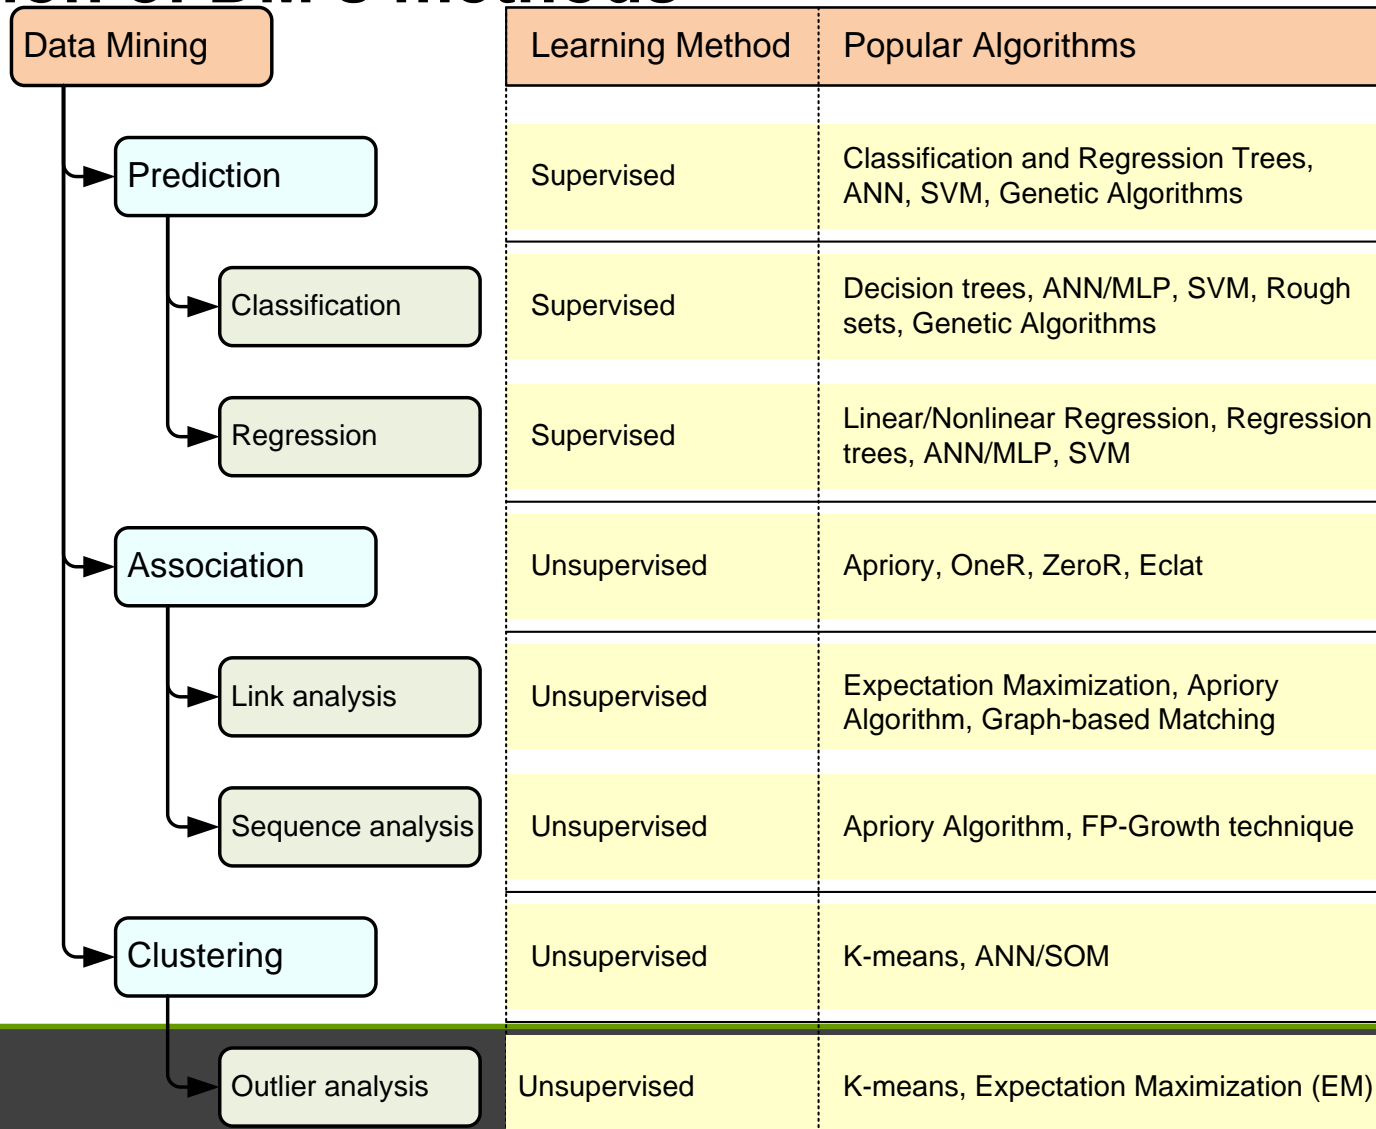 Data Mining
Learning Method
Popular Algorithms
Prediction
Supervised
Classification and Regression Trees,
ANN, SVM, Genetic Algorithms
Classification
Supervised
Decision trees, ANN/MLP, SVM, Rough
sets, Genetic Algorithms
Regression
Supervised
Linear/Nonlinear Regression, Regression
trees, ANN/MLP, SVM
Association
Unsupervised
Apriory, OneR, ZeroR, Eclat
Link analysis
Unsupervised
Expectation Maximization, Apriory
Algorithm, Graph-based Matching
Sequence analysis
Unsupervised
Apriory Algorithm, FP-Growth technique
Clustering
Unsupervised
K-means, ANN/SOM
Outlier analysis
Unsupervised
K-means, Expectation Maximization (EM)